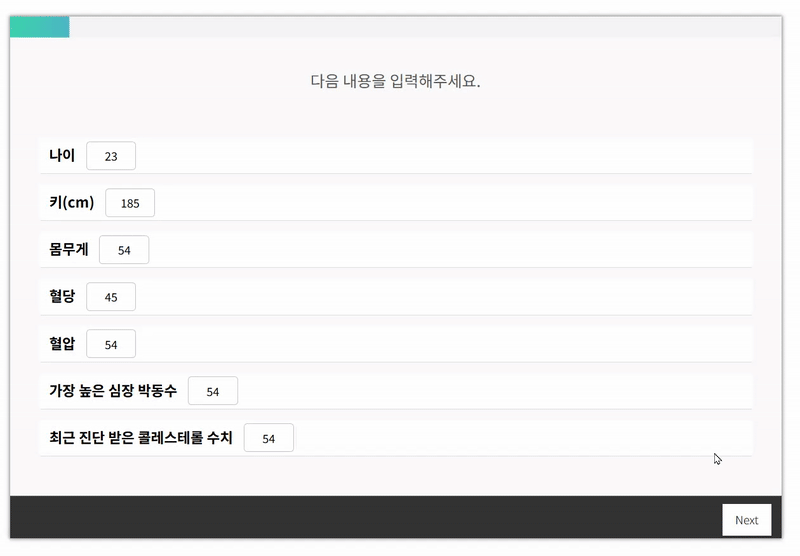 다음 내용을 입력해주세요.
나이 23
키(cm) 185
몸무게 54
혈당 45
혈압 54
가장 높은 심장 박동수 54
최근 진단 받은 콜레스테롤 수치 54
Next